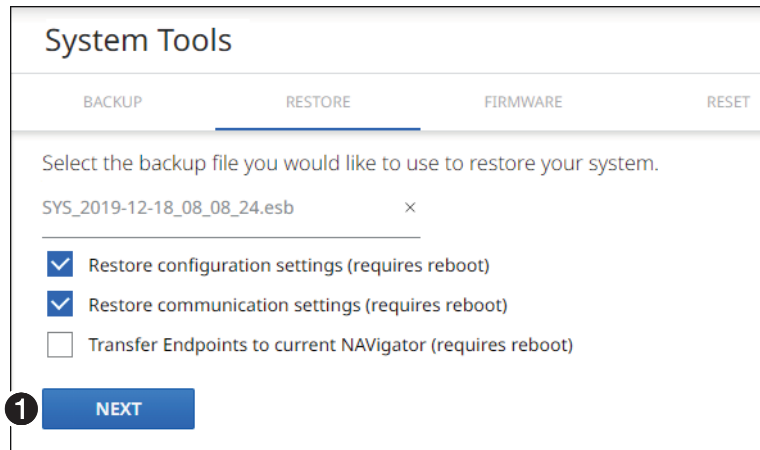 System Tools
BACKUP RESTORE FIRMWARE RESET
Select the backup file you would like to use to restore your system.
SYS_2019-12-18_08_08_24.esb ×
Restore configuration settings (requires reboot)
Restore communication settings (requires reboot)
Transfer Endpoints to current NAVigator (requires reboot)
1 NEXT